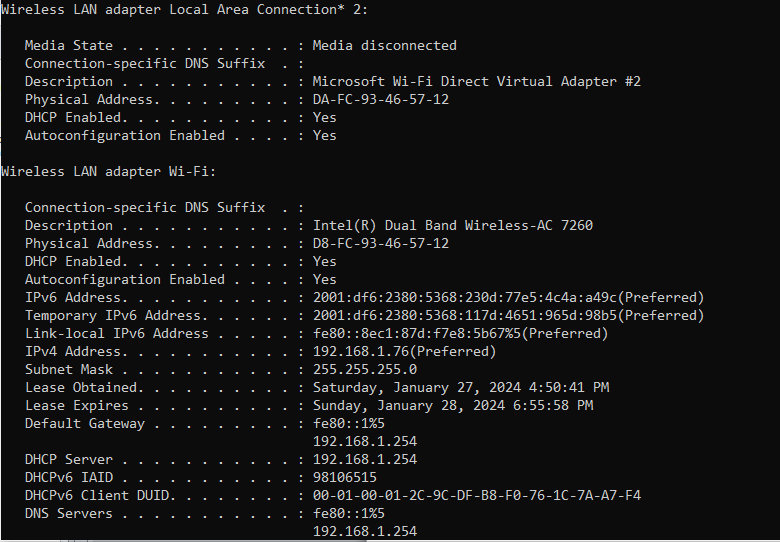 Wireless LAN adapter Local Area Connection* 2:
Media State . . . . . . . . . . . : Media disconnected
Connection-specific DNS Suffix  . :
Description . . . . . . . . . . . : Microsoft Wi-Fi Direct Virtual Adapter #2
Physical Address. . . . . . . . . : DA-FC-93-46-57-12
DHCP Enabled. . . . . . . . . . . : Yes
Autoconfiguration Enabled . . . . : Yes
Wireless LAN adapter Wi-Fi:
Connection-specific DNS Suffix  . :
Description . . . . . . . . . . . : Intel(R) Dual Band Wireless-AC 7260
Physical Address. . . . . . . . . : D8-FC-93-46-57-12
DHCP Enabled. . . . . . . . . . . : Yes
Autoconfiguration Enabled . . . . : Yes
IPv6 Address. . . . . . . . . . . : 2001:df6:2380:5368:230d:77e5:4c4a:a49c(Preferred)
Temporary IPv6 Address. . . . . . : 2001:df6:2380:5368:117d:4651:965d:98b5(Preferred)
Link-local IPv6 Address . . . . . : fe80::8ec1:87d:f7e8:5b67%5(Preferred)
IPv4 Address. . . . . . . . . . . : 192.168.1.76(Preferred)
Subnet Mask . . . . . . . . . . . : 255.255.255.0
Lease Obtained. . . . . . . . . . : Saturday, January 27, 2024 4:50:41 PM
Lease Expires . . . . . . . . . . : Sunday, January 28, 2024 6:55:58 PM
Default Gateway . . . . . . . . . : fe80::1%5
192.168.1.254
DHCP Server . . . . . . . . . . . : 192.168.1.254
DHCPv6 IAID . . . . . . . . . . . : 98106515
DHCPv6 Client DUID. . . . . . . . : 00-01-00-01-2C-9C-DF-B8-F0-76-1C-7A-A7-F4
DNS Servers . . . . . . . . . . . : fe80::1%5
192.168.1.254